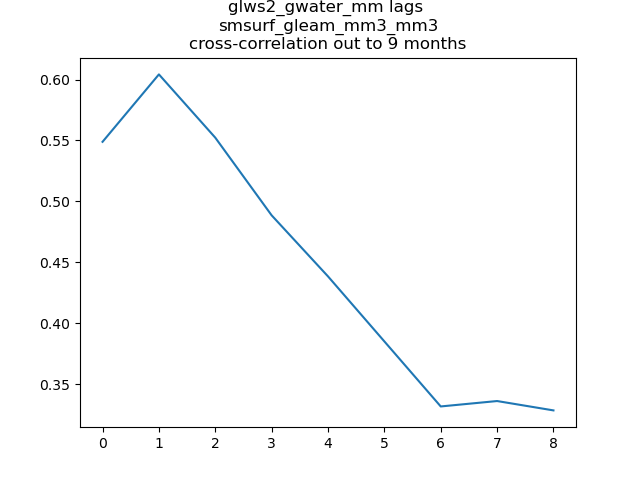 glws2_gwater_mm lags
smsurf_gleam_mm3_mm3
cross-correlation out to 9 months
0.60
0.55
0.50
0.45
0.40
0.35
0 1 2 3 4 5 6 7 8